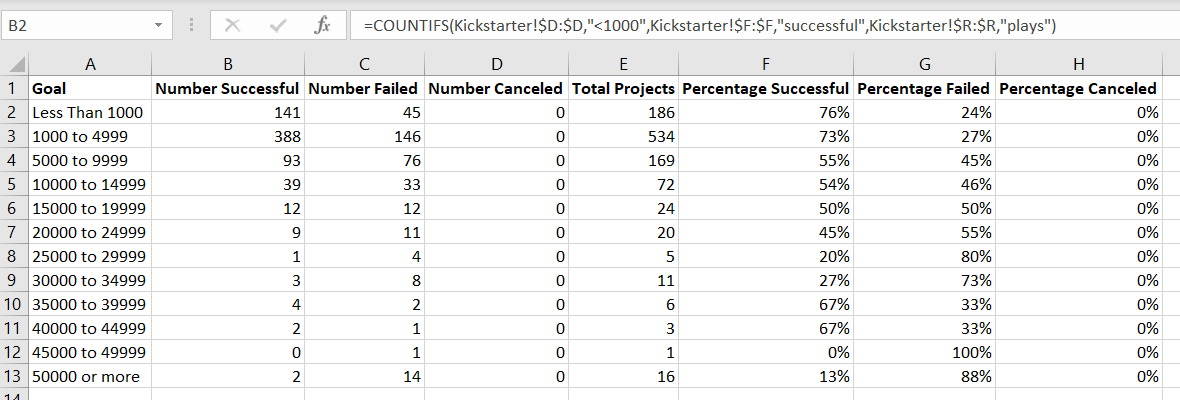 B2 fx =COUNTIFS(Kickstarter!$D:$D,"<1000",Kickstarter!$F:$F,"successful",Kickstarter!$R:$R,"plays")
A B C D E F G H
1 Goal Number Successful Number Failed Number Canceled Total Projects Percentage Successful Percentage Failed Percentage Canceled
2 Less Than 1000 141 45 0 186 76% 24% 0%
3 1000 to 4999 388 146 0 534 73% 27% 0%
4 5000 to 9999 93 76 0 169 55% 45% 0%
5 10000 to 14999 39 33 0 72 54% 46% 0%
6 15000 to 19999 12 12 0 24 50% 50% 0%
7 20000 to 24999 9 11 0 20 45% 55% 0%
8 25000 to 29999 1 4 0 5 20% 80% 0%
9 30000 to 34999 3 8 0 11 27% 73% 0%
10 35000 to 39999 4 2 0 6 67% 33% 0%
11 40000 to 44999 2 1 0 3 67% 33% 0%
12 45000 to 49999 0 1 0 1 0% 100% 0%
13 50000 or more 2 14 0 16 13% 88% 0%
14